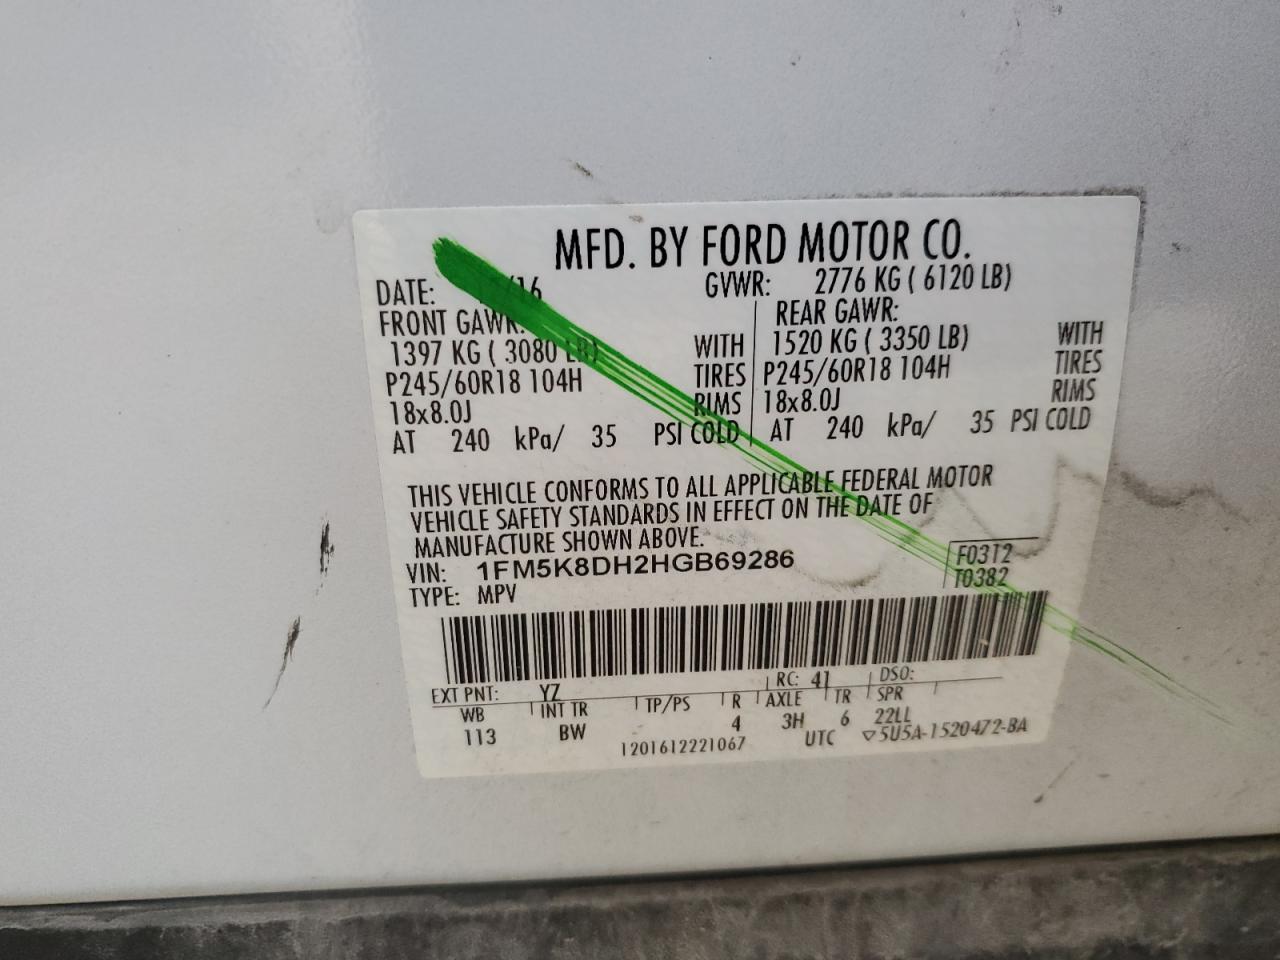 MFD. BY FORD MOTOR CO.
DATE: /16 GVWR: 2776 KG ( 6120 LB)
FRONT GAWR: REAR GAWR:
1397 KG ( 3080 LB) WITH 1520 KG ( 3350 LB) WITH
P245/60R18 104H TIRES P245/60R18 104H TIRES
18x8.0J RIMS 18x8.0J RIMS
AT 240 kPa/ 35 PSI COLD AT 240 kPa/ 35 PSI COLD
THIS VEHICLE CONFORMS TO ALL APPLICABLE FEDERAL MOTOR
VEHICLE SAFETY STANDARDS IN EFFECT ON THE DATE OF
MANUFACTURE SHOWN ABOVE.
VIN: 1FM5K8DH2HGB69286 F0312
TYPE: MPV T0382
EXT PNT: YZ RC: 41 DSO:
WB INT TR TP/PS R AXLE TR SPR
113 BW 4 3H 6 22LL
1201612221067 UTC ▽5U5A-1520472-BA